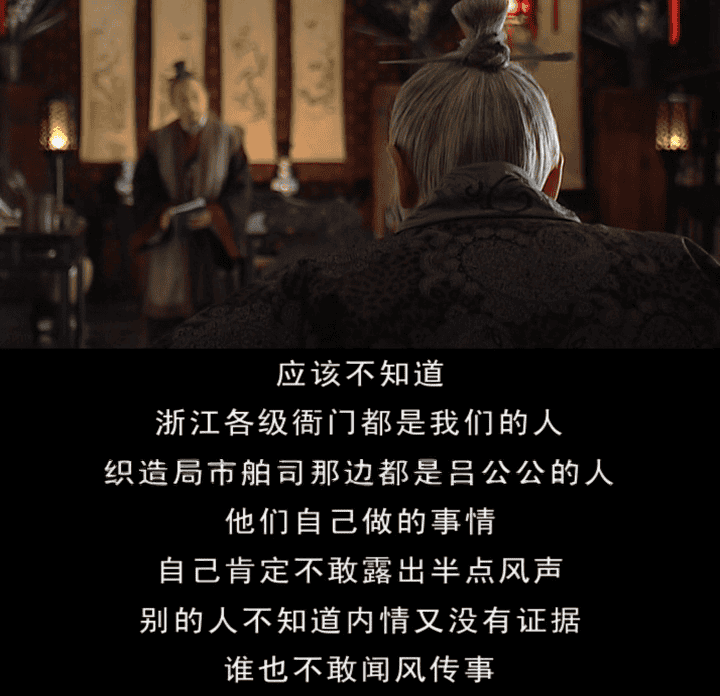 应该不知道
浙江各级衙门都是我们的人
织造局市舶司那边都是吕公公的人
他们自己做的事情
自己肯定不敢露出半点风声
别的人不知道内情又没有证据
谁也不敢闻风传事